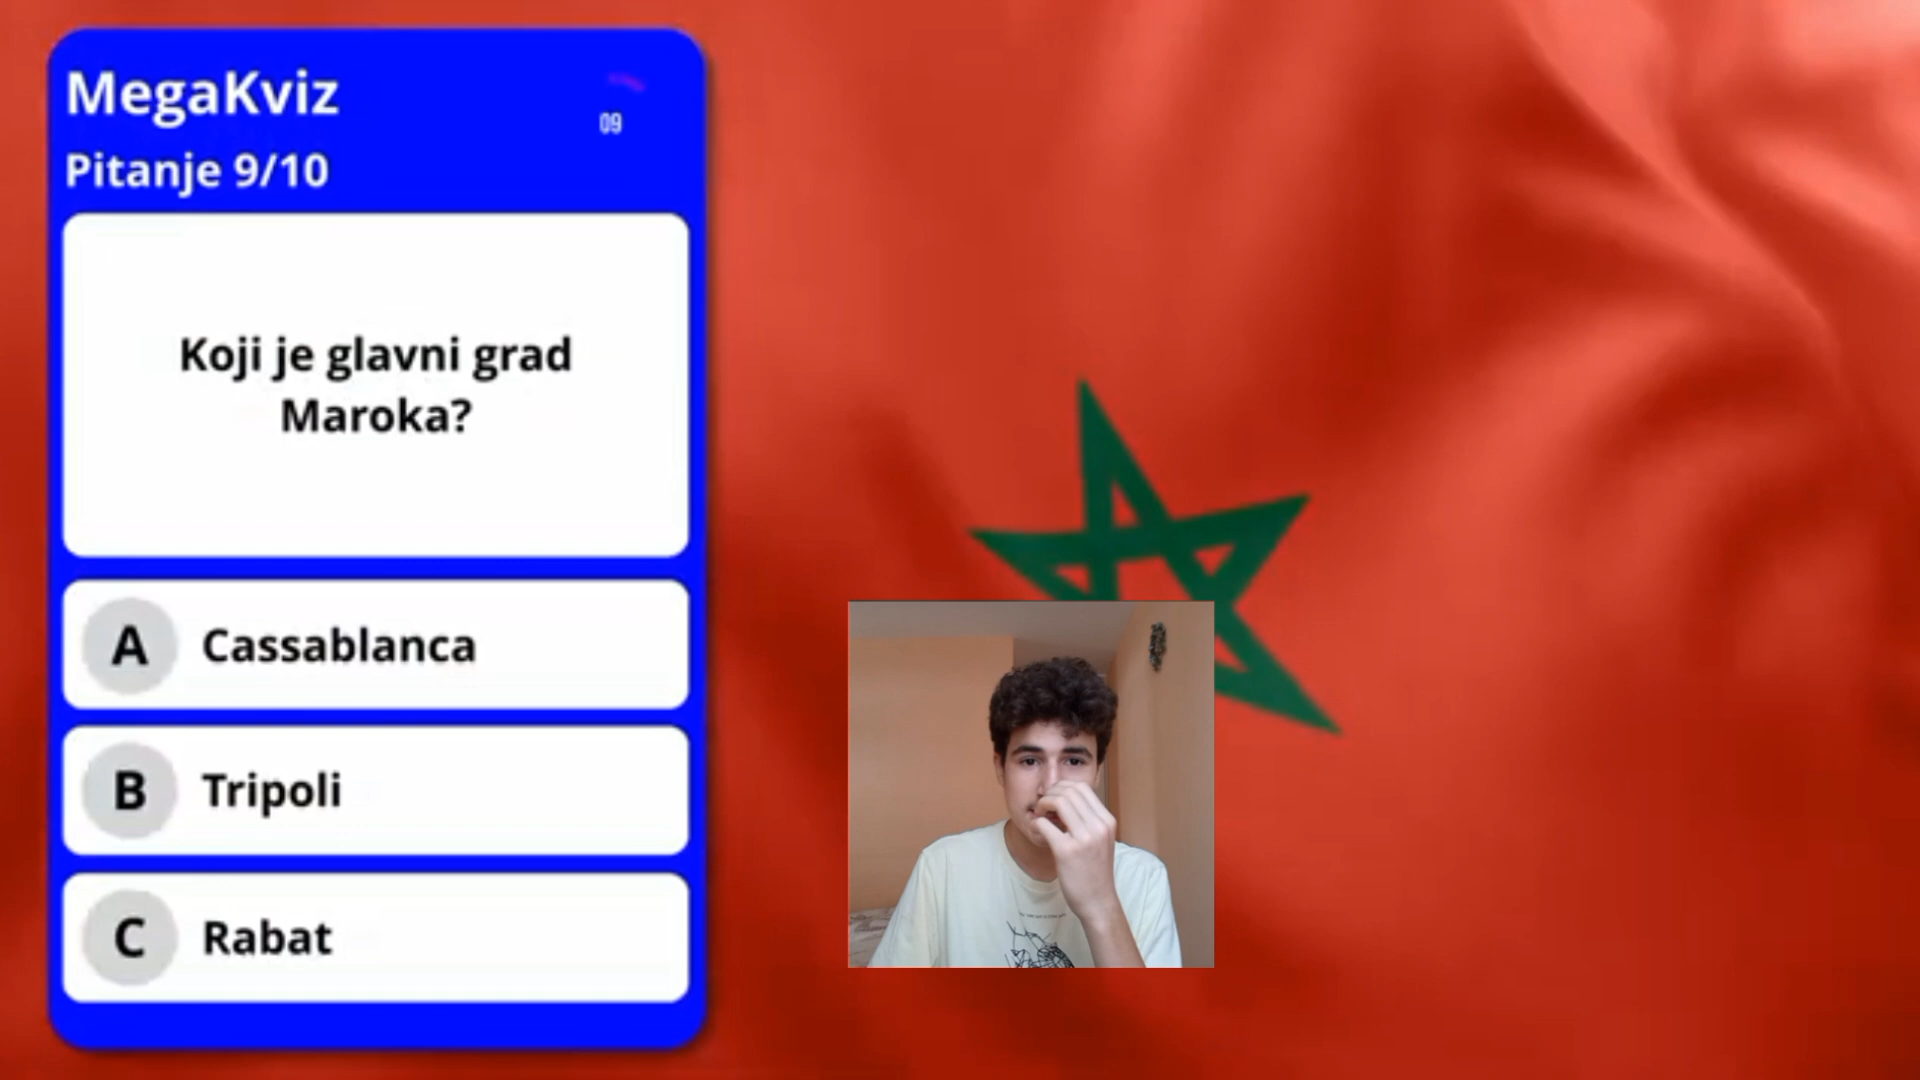 MegaKviz
09
Pitanje 9/10
Koji je glavni grad
Maroka?
A Cassablanca
B Tripoli
C Rabat